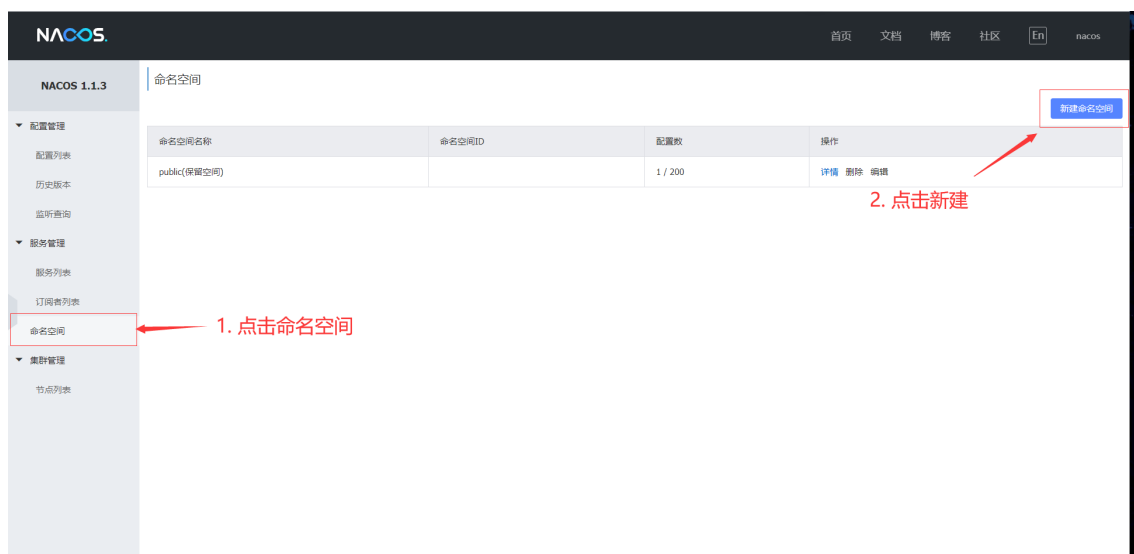 NACOS.
首页 文档 博客 社区 En nacos
NACOS 1.1.3
命名空间
新建命名空间
配置管理
配置列表
历史版本
监听查询
服务管理
服务列表
订阅者列表
命名空间
集群管理
节点列表
命名空间名称 命名空间ID 配置数 操作
public(保留空间) 1 / 200 详情 删除 编辑
2. 点击新建
1. 点击命名空间